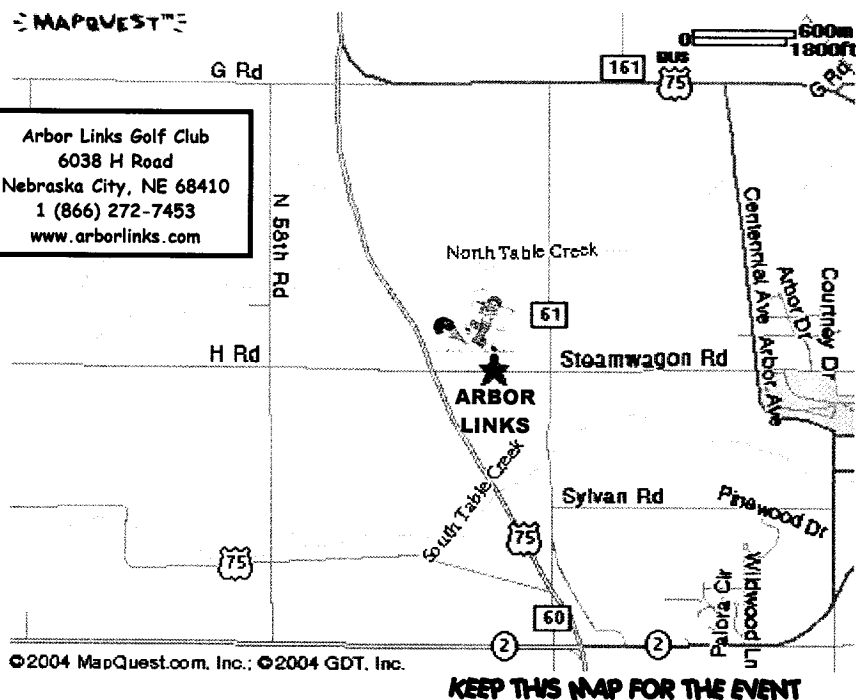 MAPQUEST™
0 600m
1800ft
G Rd
161
BUS
75
G Rd
Arbor Links Golf Club
6038 H Road
Nebraska City, NE 68410
1 (866) 272-7453
www.arborlinks.com
N 58th Rd
North Table Creek
Centennial Ave
Arbor Dr
Courtney Dr
61
H Rd
Steamwagon Rd
Arbor Ave
ARBOR
LINKS
South Table Creek
Sylvan Rd
Pinewood Dr
75
75
Palora Cir
Wildwood Ln
60
2
2
©2004 MapQuest.com, Inc.; ©2004 GDT, Inc.
KEEP THIS MAP FOR THE EVENT